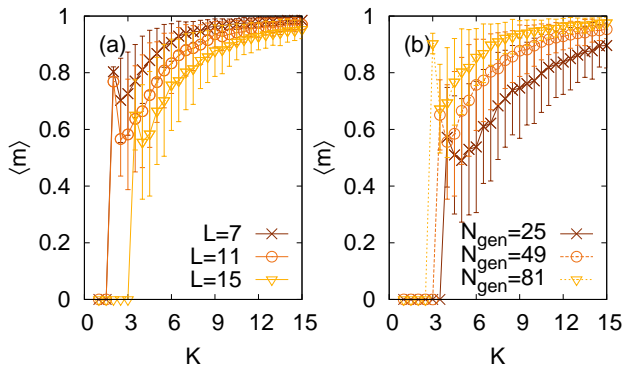 (a)
⟨m⟩
1
0.8
0.6
0.4
0.2
0
L=7
L=11
L=15
0 3 6 9 12 15
K
(b)
⟨m⟩
1
0.8
0.6
0.4
0.2
0
N_gen=25
N_gen=49
N_gen=81
0 3 6 9 12 15
K